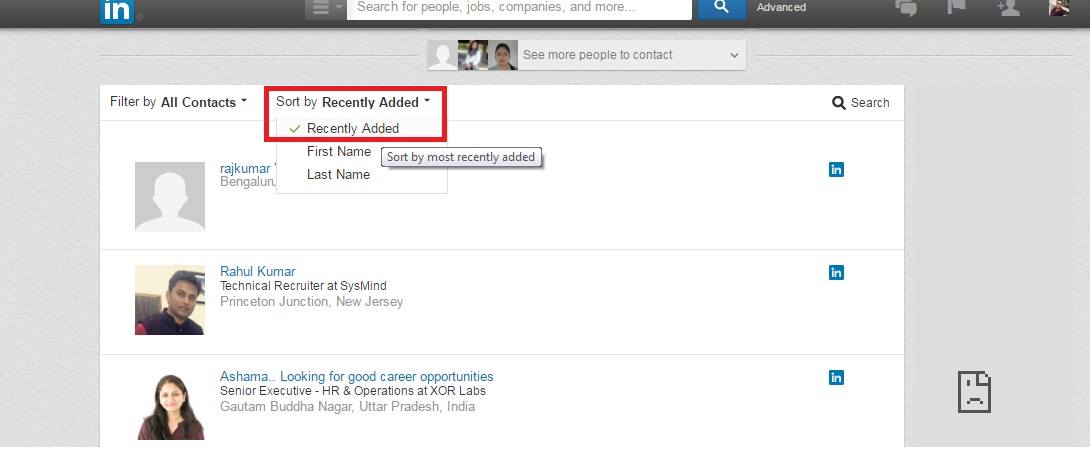 in
Search for people, jobs, companies, and more...
Advanced
See more people to contact
Filter by All Contacts
Sort by Recently Added
Search
Recently Added
First Name
Sort by most recently added
Last Name
rajkumar
Bengaluru
in
Rahul Kumar
in
Technical Recruiter at SysMind
Princeton Junction, New Jersey
Ashama.. Looking for good career opportunities
in
Senior Executive - HR & Operations at XOR Labs
Gautam Buddha Nagar, Uttar Pradesh, India